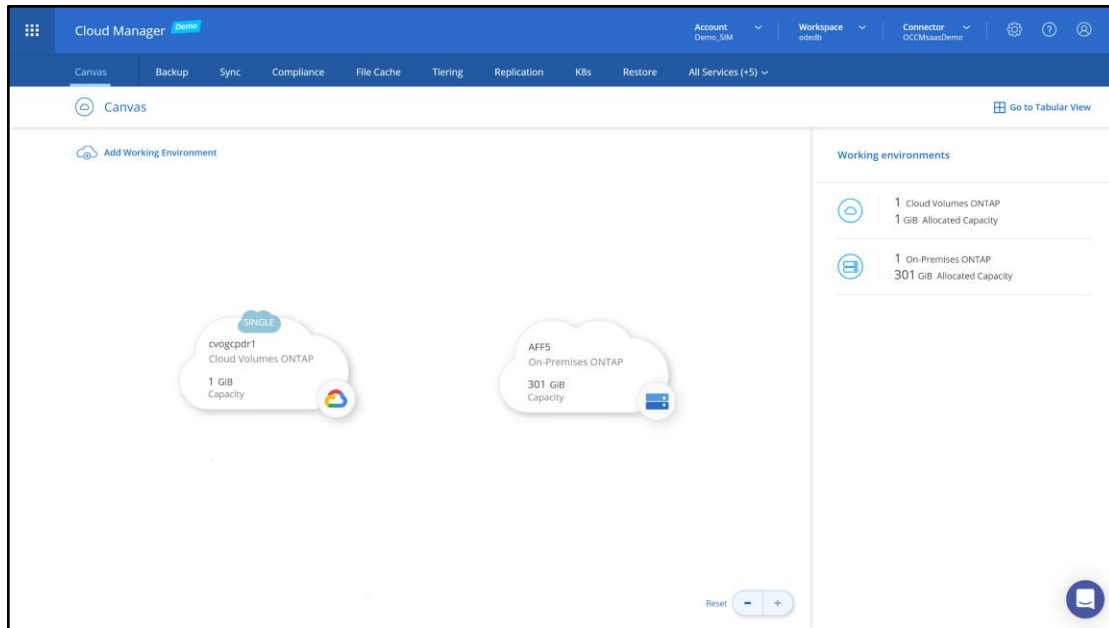 Cloud Manager Demo
Account
Demo_SIM
Workspace
odedb
Connector
OCCMsaasDemo
Canvas Backup Sync Compliance File Cache Tiering Replication K8s Restore All Services (+5)
Canvas
Go to Tabular View
Add Working Environment
Working environments
1 Cloud Volumes ONTAP
1 GiB Allocated Capacity
1 On-Premises ONTAP
301 GiB Allocated Capacity
SINGLE
cvogcpdr1
Cloud Volumes ONTAP
1 GiB
Capacity
AFF5
On-Premises ONTAP
301 GiB
Capacity
Reset - +